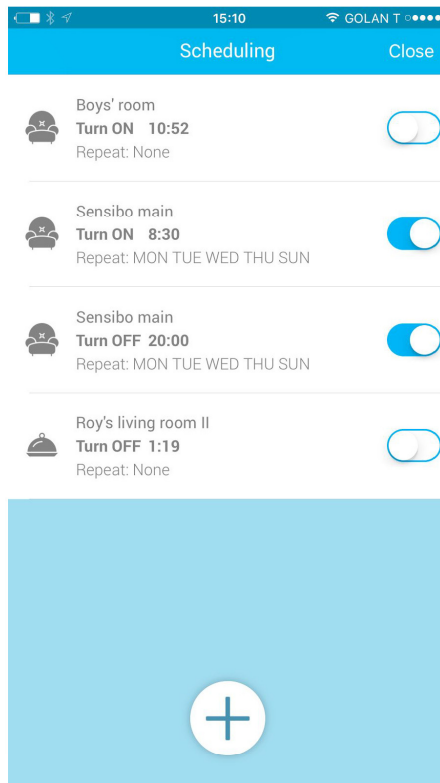 15:10
GOLAN T
Scheduling
Close
Boys' room
Turn ON 10:52
Repeat: None
Sensibo main
Turn ON 8:30
Repeat: MON TUE WED THU SUN
Sensibo main
Turn OFF 20:00
Repeat: MON TUE WED THU SUN
Roy's living room II
Turn OFF 1:19
Repeat: None